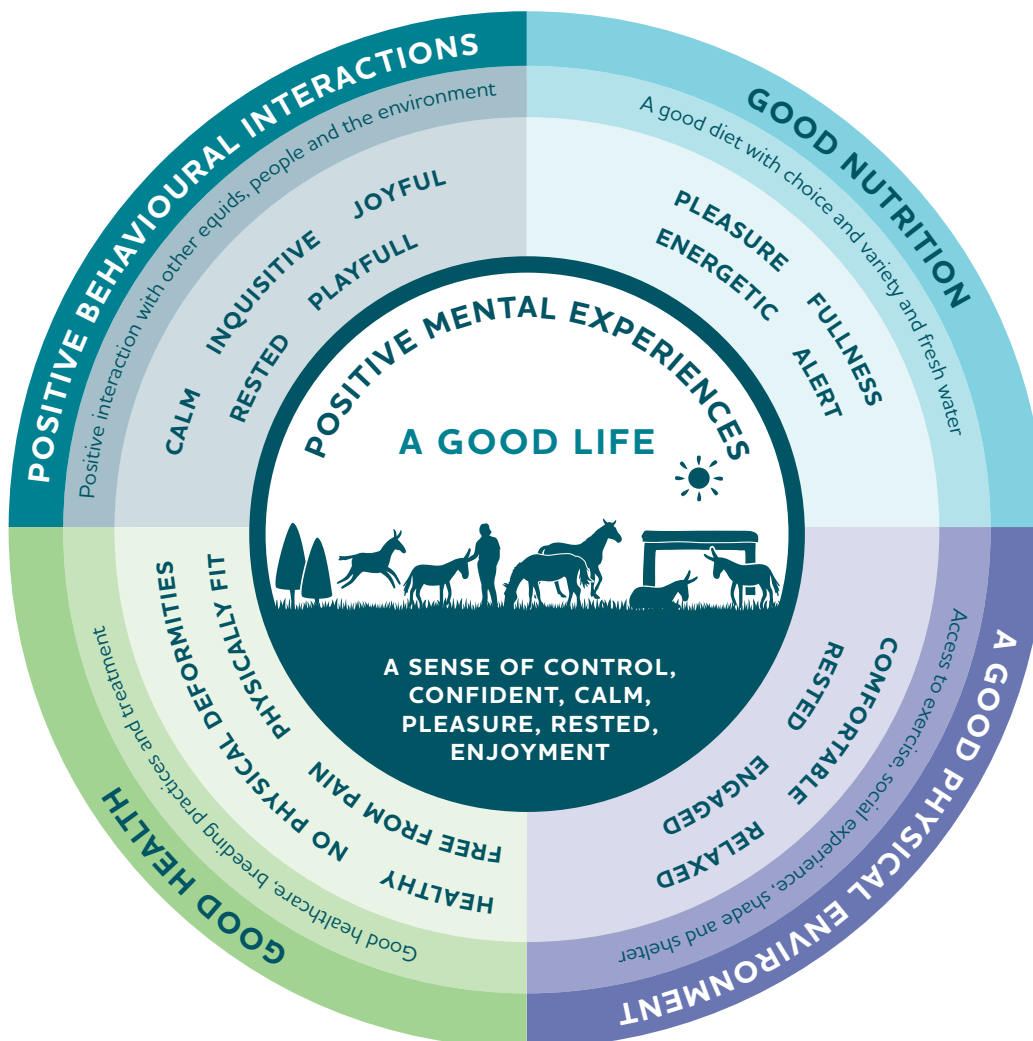 POSITIVE BEHAVIOURAL INTERACTIONS
Positive interaction with other equids, people and the environment
JOYFUL
INQUISITIVE
PLAYFULL
CALM
RESTED
GOOD NUTRITION
A good diet with choice and variety and fresh water
PLEASURE
ENERGETIC
FULLNESS
ALERT
A GOOD PHYSICAL ENVIRONMENT
Access to exercise, social experience, shade and shelter
COMFORTABLE
RESTED
ENGAGED
RELAXED
GOOD HEALTH
Good healthcare, breeding practices and treatment
HEALTHY
FREE FROM PAIN
NO PHYSICAL DEFORMITIES
PHYSICALLY FIT
POSITIVE MENTAL EXPERIENCES
A GOOD LIFE
A SENSE OF CONTROL,
CONFIDENT, CALM,
PLEASURE, RESTED,
ENJOYMENT